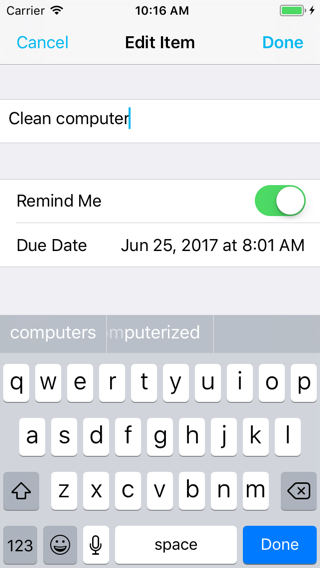 Carrier 10:16 AM
Cancel Edit Item Done
Clean computer
Remind Me
Due Date Jun 25, 2017 at 8:01 AM
computers mputerized
q w e r t y u i o p
a s d f g h j k l
z x c v b n m
123 space Done